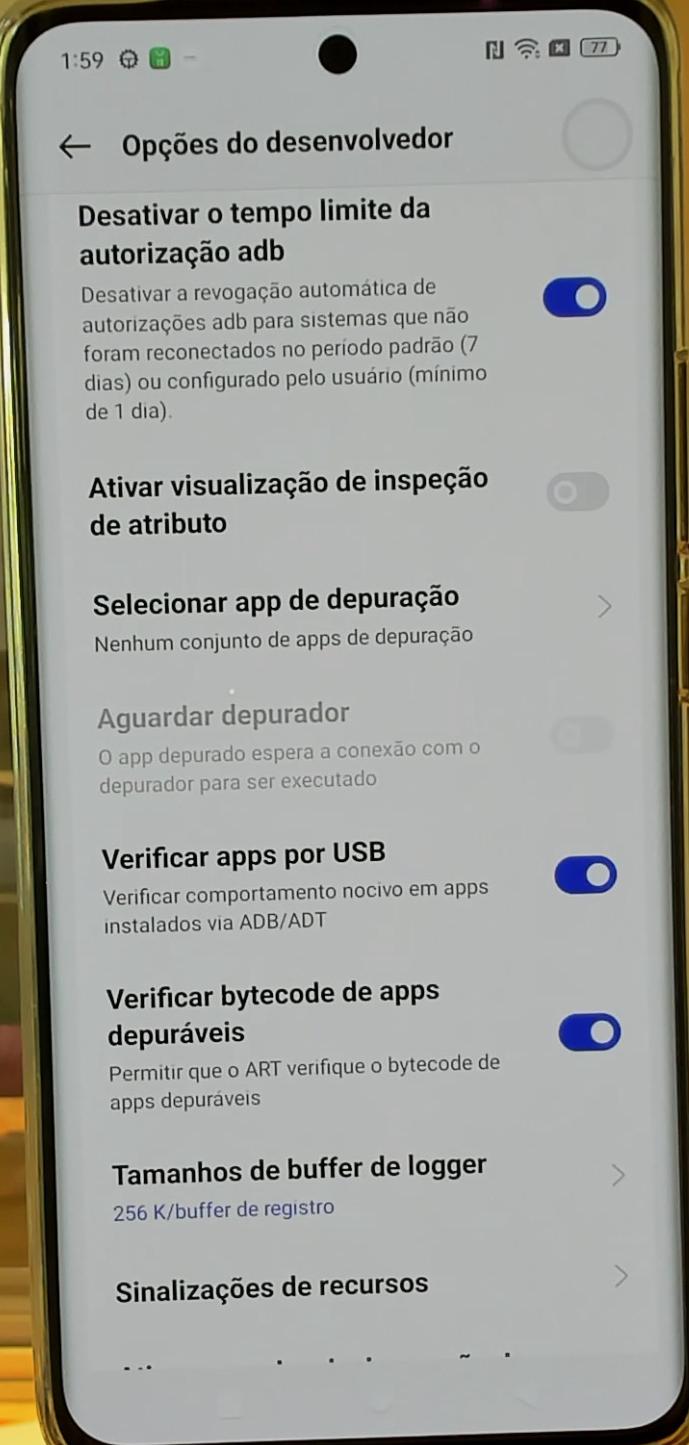 1:59
77
Opções do desenvolvedor
Desativar o tempo limite da
autorização adb
Desativar a revogação automática de
autorizações adb para sistemas que não
foram reconectados no período padrão (7
dias) ou configurado pelo usuário (mínimo
de 1 dia).
Ativar visualização de inspeção
de atributo
Selecionar app de depuração
Nenhum conjunto de apps de depuração
Aguardar depurador
O app depurado espera a conexão com o
depurador para ser executado
Verificar apps por USB
Verificar comportamento nocivo em apps
instalados via ADB/ADT
Verificar bytecode de apps
depuráveis
Permitir que o ART verifique o bytecode de
apps depuráveis
Tamanhos de buffer de logger
256 K/buffer de registro
Sinalizações de recursos